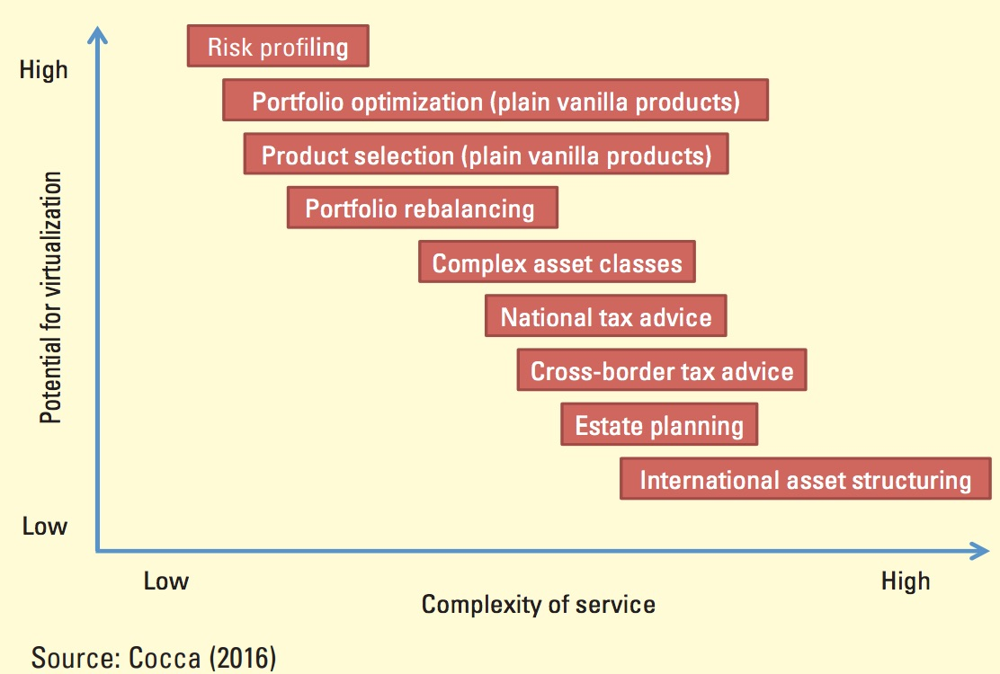 High
Risk profiling
Portfolio optimization (plain vanilla products)
Product selection (plain vanilla products)
Portfolio rebalancing
Complex asset classes
National tax advice
Cross-border tax advice
Estate planning
International asset structuring
Potential for virtualization
Low
Low
High
Complexity of service
Source: Cocca (2016)